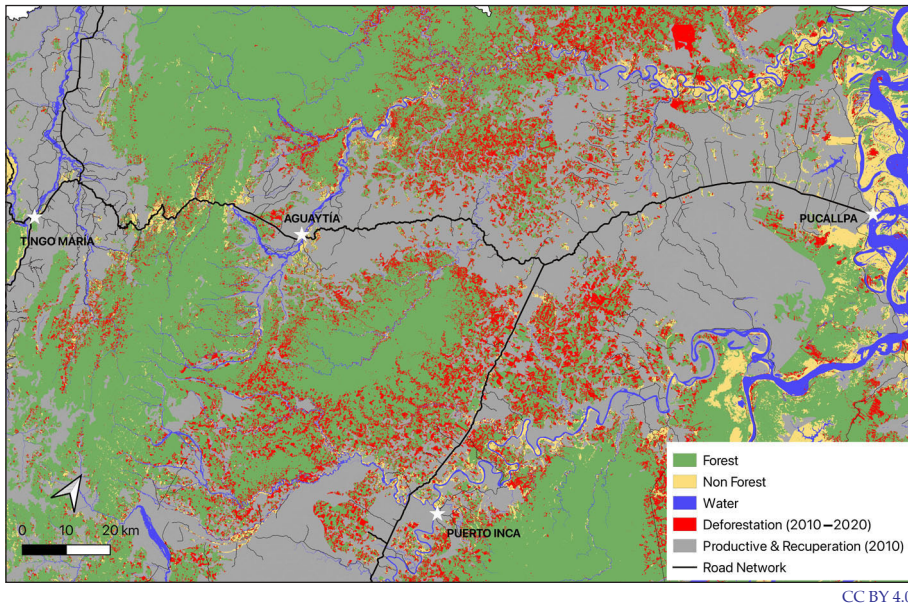 TINGO MARÍA
AGUAYTÍA
PUCALLPA
PUERTO INCA
0 10 20 km
Forest
Non Forest
Water
Deforestation (2010–2020)
Productive & Recuperation (2010)
Road Network
CC BY 4.0